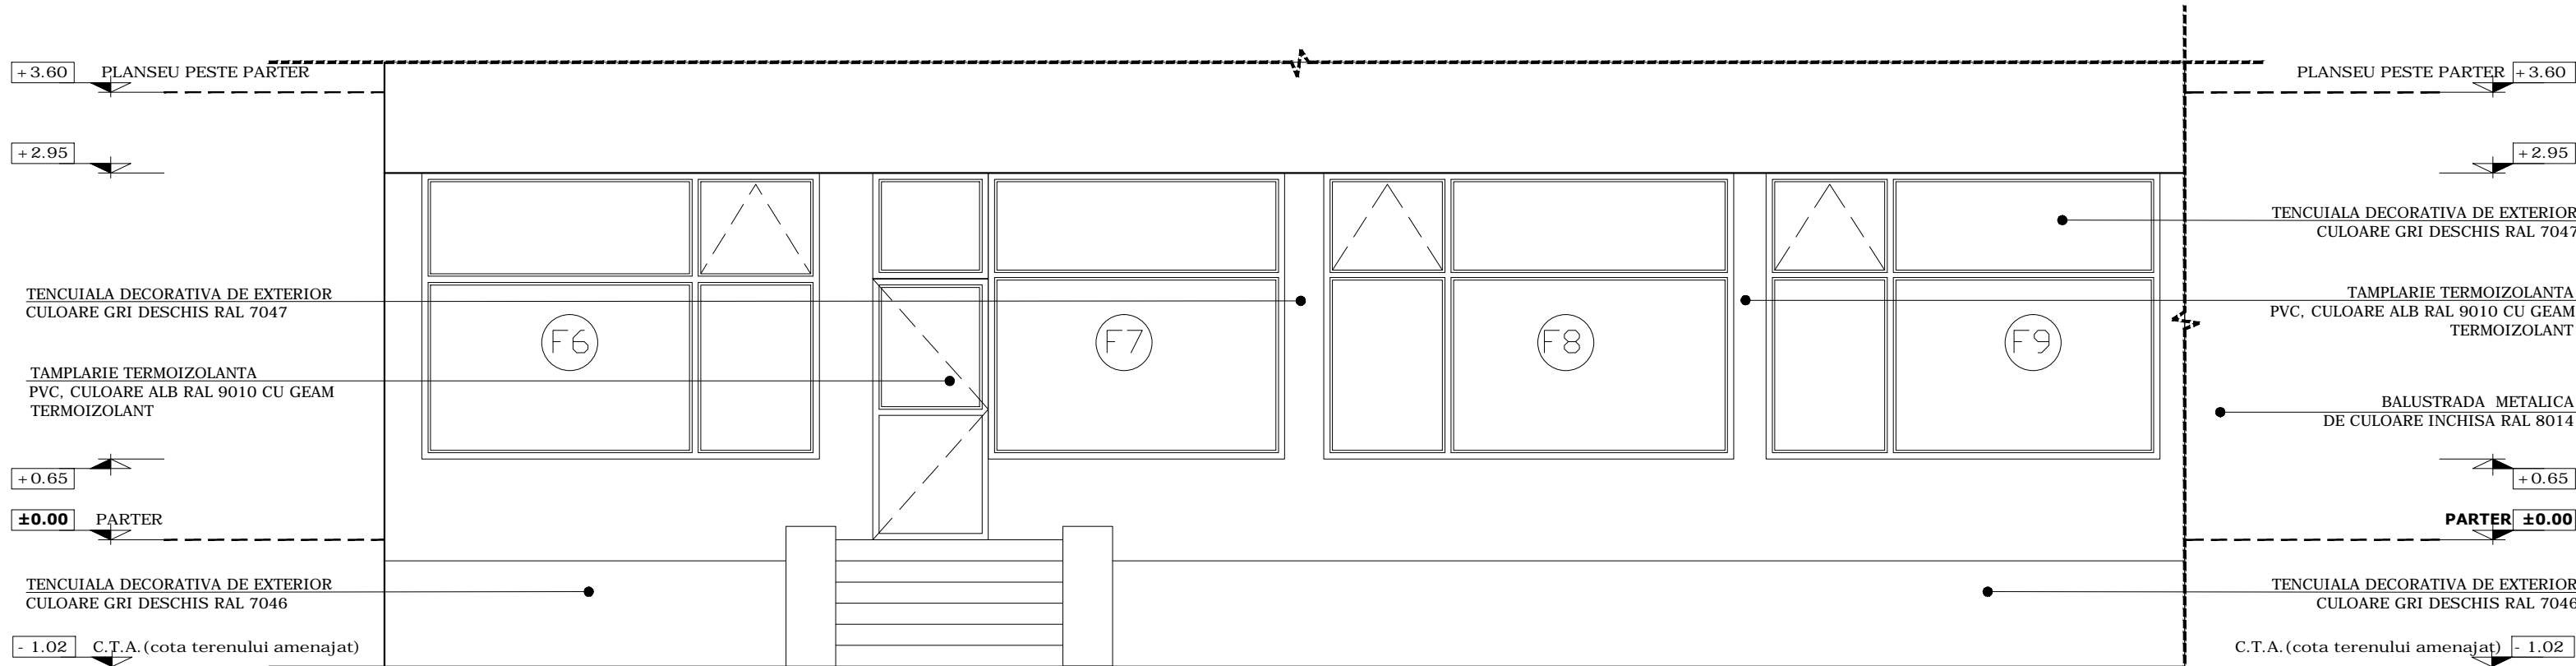 +3.60 PLANSEU PESTE PARTER
+2.95
TENCUIALA DECORATIVA DE EXTERIOR
CULOARE GRI DESCHIS RAL 7047
TAMPLARIE TERMOIZOLANTA
PVC, CULOARE ALB RAL 9010 CU GEAM
TERMOIZOLANT
+0.65
±0.00 PARTER
TENCUIALA DECORATIVA DE EXTERIOR
CULOARE GRI DESCHIS RAL 7046
- 1.02 C.T.A.(cota terenului amenajat)
F6
F7
F8
F9
PLANSEU PESTE PARTER +3.60
+2.95
TENCUIALA DECORATIVA DE EXTERIOR
CULOARE GRI DESCHIS RAL 7047
TAMPLARIE TERMOIZOLANTA
PVC, CULOARE ALB RAL 9010 CU GEAM
TERMOIZOLANT
BALUSTRADA METALICA
DE CULOARE INCHISA RAL 8014
+0.65
PARTER ±0.00
TENCUIALA DECORATIVA DE EXTERIOR
CULOARE GRI DESCHIS RAL 7046
C.T.A.(cota terenului amenajat) - 1.02